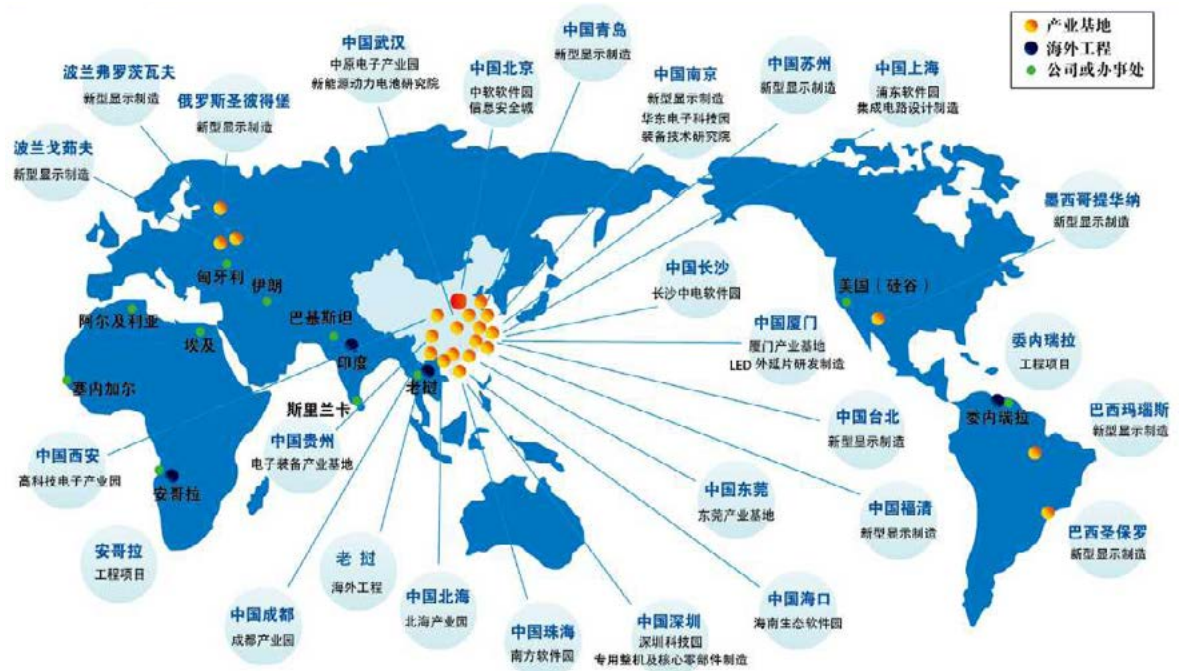 产业基地
海外工程
公司或办事处
中国青岛
新型显示制造
中国武汉
中原电子产业园
新能源动力电池研究院
中国北京
中软软件园
信息安全城
中国南京
新型显示制造
华东电子科技园
装备技术研究院
中国苏州
新型显示制造
中国上海
浦东软件园
集成电路设计制造
波兰弗罗茨瓦夫
新型显示制造
俄罗斯圣彼得堡
新型显示制造
波兰戈茹夫
新型显示制造
墨西哥提华纳
新型显示制造
匈牙利
伊朗
阿尔及利亚
埃及
巴基斯坦
印度
塞内加尔
斯里兰卡
老挝
安哥拉
美国（硅谷）
委内瑞拉
中国长沙
长沙中电软件园
中国厦门
厦门产业基地
LED 外延片研发制造
委内瑞拉
工程项目
中国台北
新型显示制造
巴西玛瑙斯
新型显示制造
中国贵州
电子装备产业基地
中国西安
高科技电子产业园
中国东莞
东莞产业基地
中国福清
新型显示制造
巴西圣保罗
新型显示制造
安哥拉
工程项目
老 挝
海外工程
中国成都
成都产业园
中国北海
北海产业园
中国珠海
南方软件园
中国深圳
深圳科技园
专用整机及核心零部件制造
中国海口
海南生态软件园